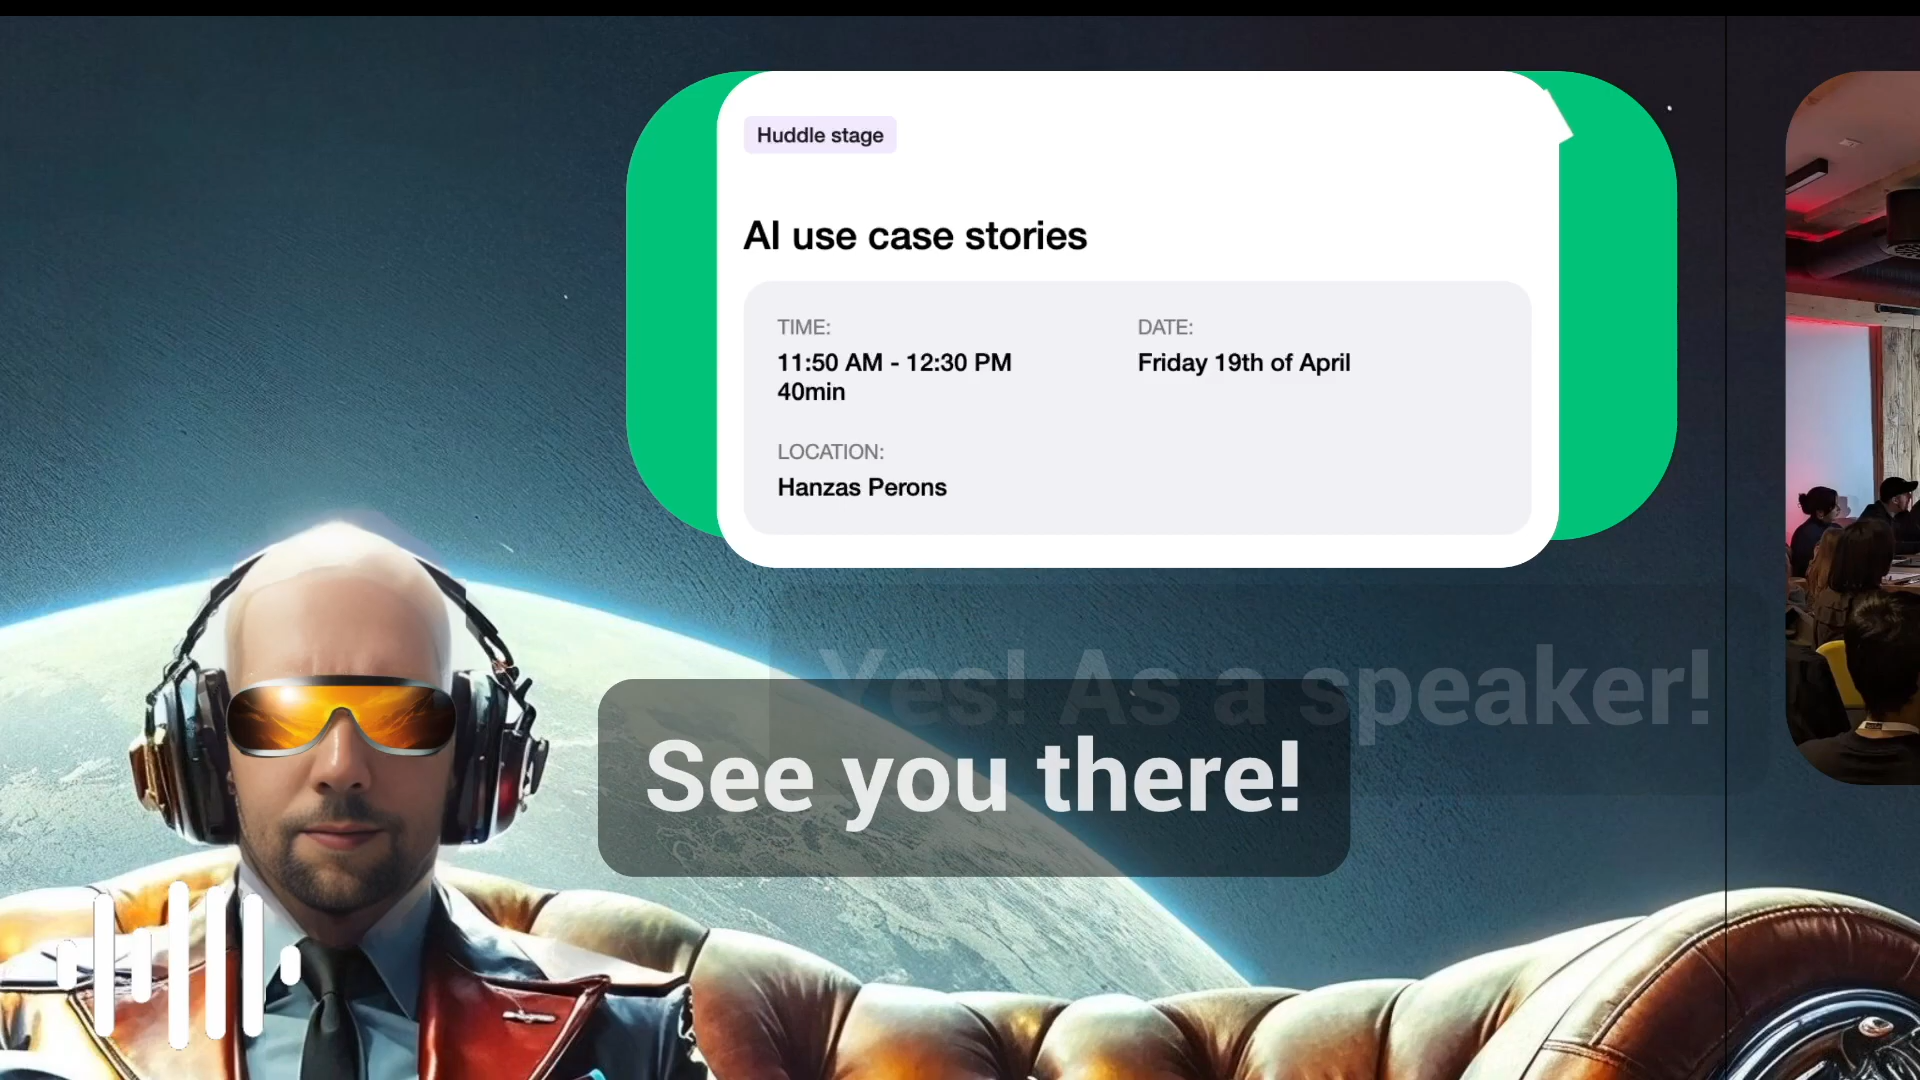 Huddle stage
AI use case stories
TIME:
11:50 AM - 12:30 PM
40min
DATE:
Friday 19th of April
LOCATION:
Hanzas Perons
Yes! As a speaker!
See you there!